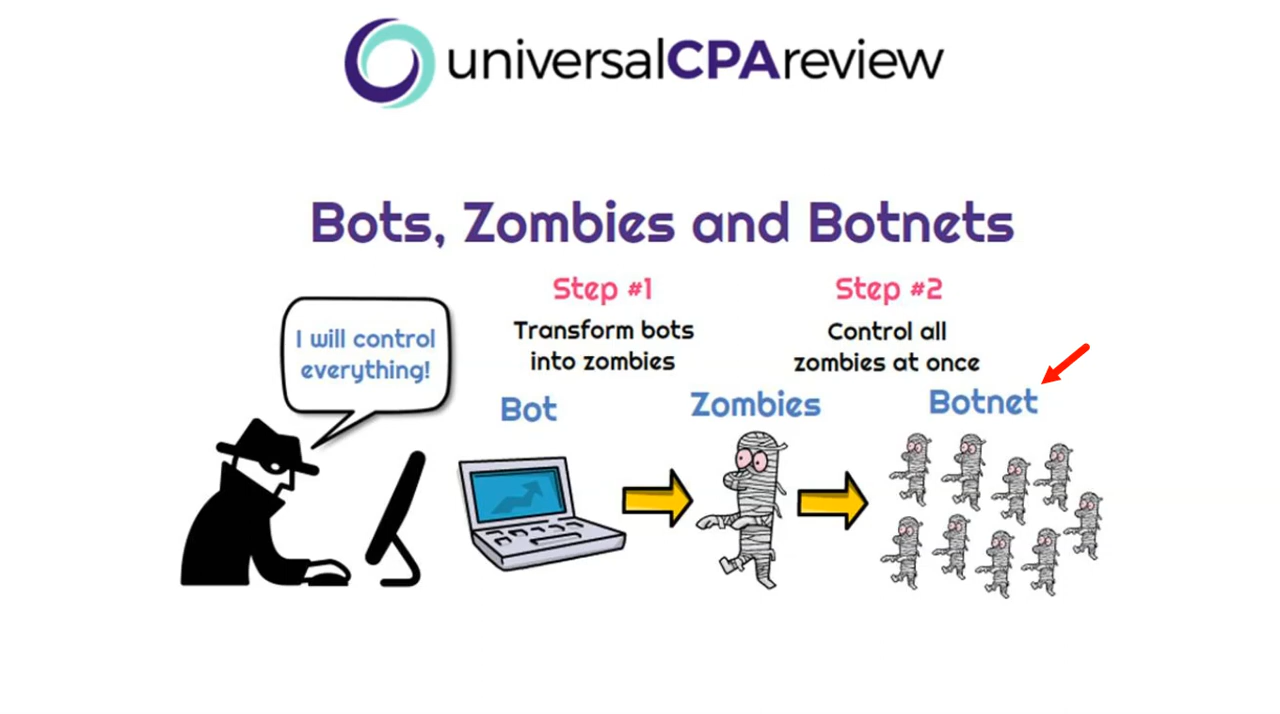 universalCPAreview
Bots, Zombies and Botnets
Step #1
Step #2
I will control
everything!
Transform bots
into zombies
Control all
zombies at once
Bot
Zombies
Botnet